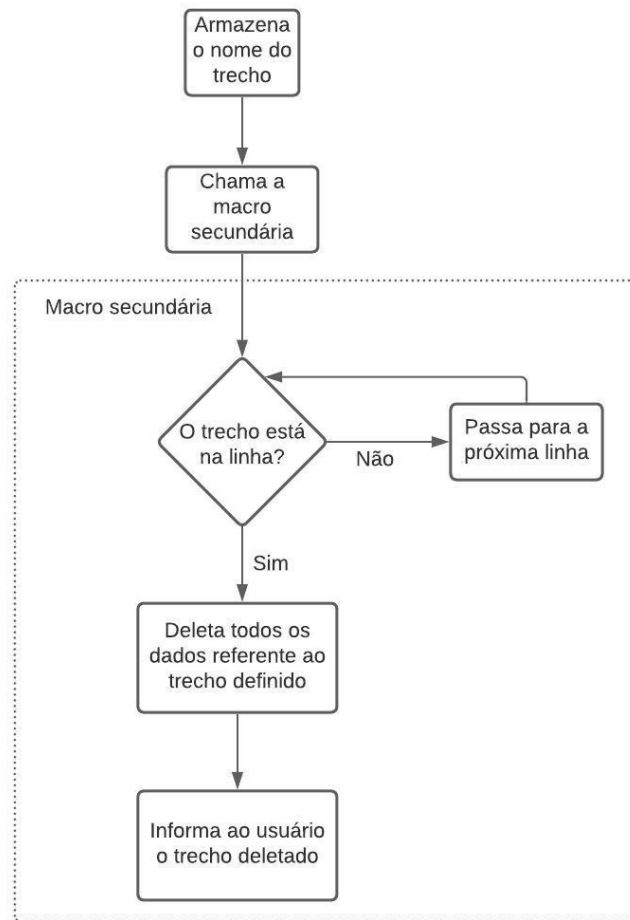 Armazena
o nome do
trecho
Chama a
macro
secundária
Macro secundária
O trecho está
na linha?
Não
Passa para a
próxima linha
Sim
Deleta todos os
dados referente ao
trecho definido
Informa ao usuário
o trecho deletado